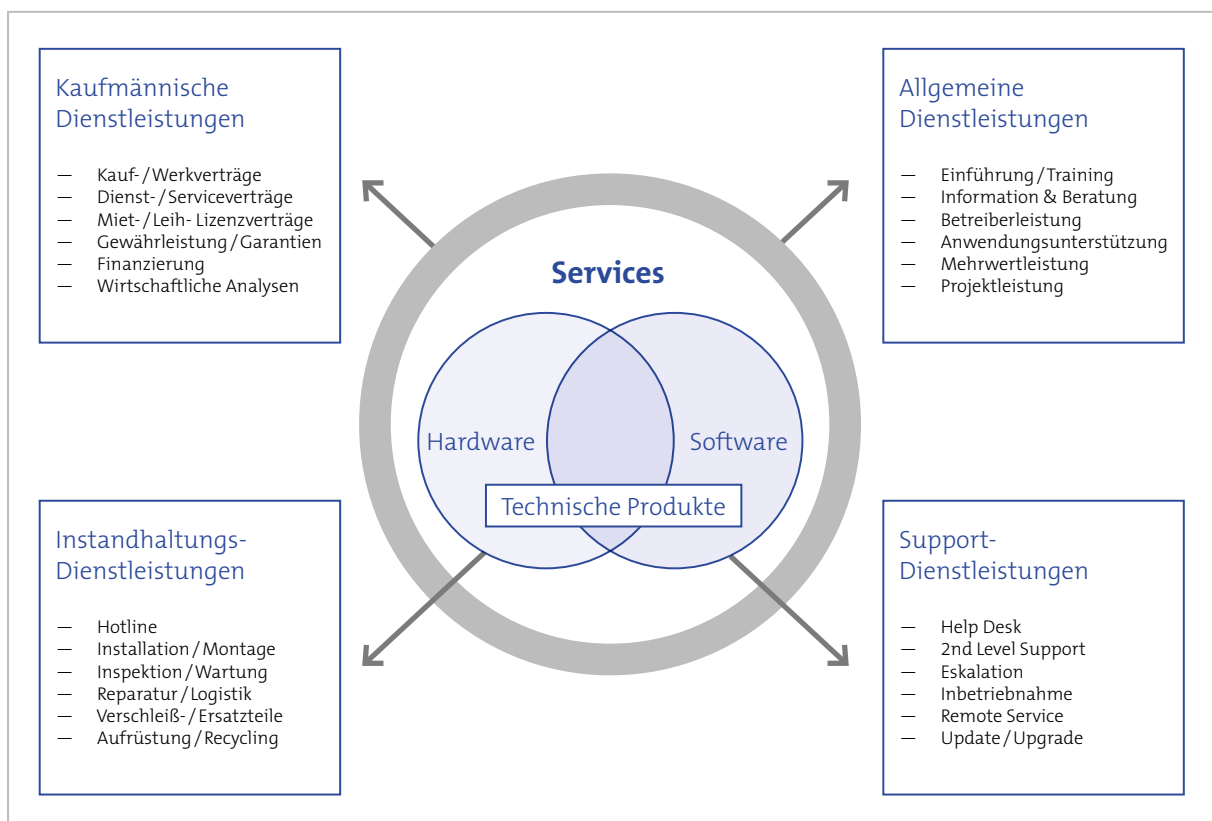 Kaufmännische
Dienstleistungen
— Kauf-/Werkverträge
— Dienst-/Serviceverträge
— Miet-/Leih- Lizenzverträge
— Gewährleistung/Garantien
— Finanzierung
— Wirtschaftliche Analysen
Allgemeine
Dienstleistungen
— Einführung/Training
— Information & Beratung
— Betreiberleistung
— Anwendungsunterstützung
— Mehrwertleistung
— Projektleistung
Services
Hardware
Software
Technische Produkte
Instandhaltungs-
Dienstleistungen
— Hotline
— Installation/Montage
— Inspektion/Wartung
— Reparatur/Logistik
— Verschleiß-/Ersatzteile
— Aufrüstung/Recycling
Support-
Dienstleistungen
— Help Desk
— 2nd Level Support
— Eskalation
— Inbetriebnahme
— Remote Service
— Update/Upgrade